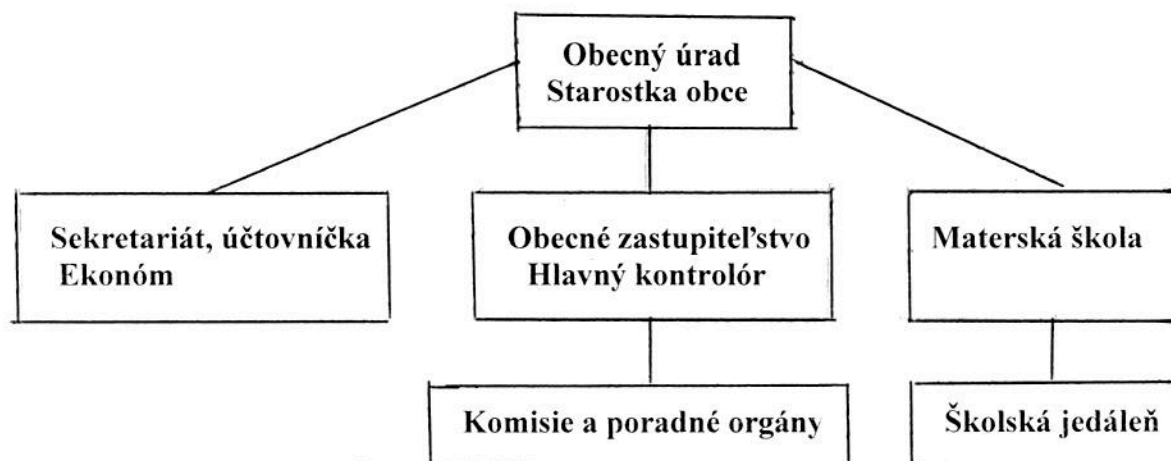 Obecný úrad
Starostka obce
Sekretariát, účtovníčka
Ekonóm
Obecné zastupiteľstvo
Hlavný kontrolór
Materská škola
Komisie a poradné orgány
Školská jedáleň